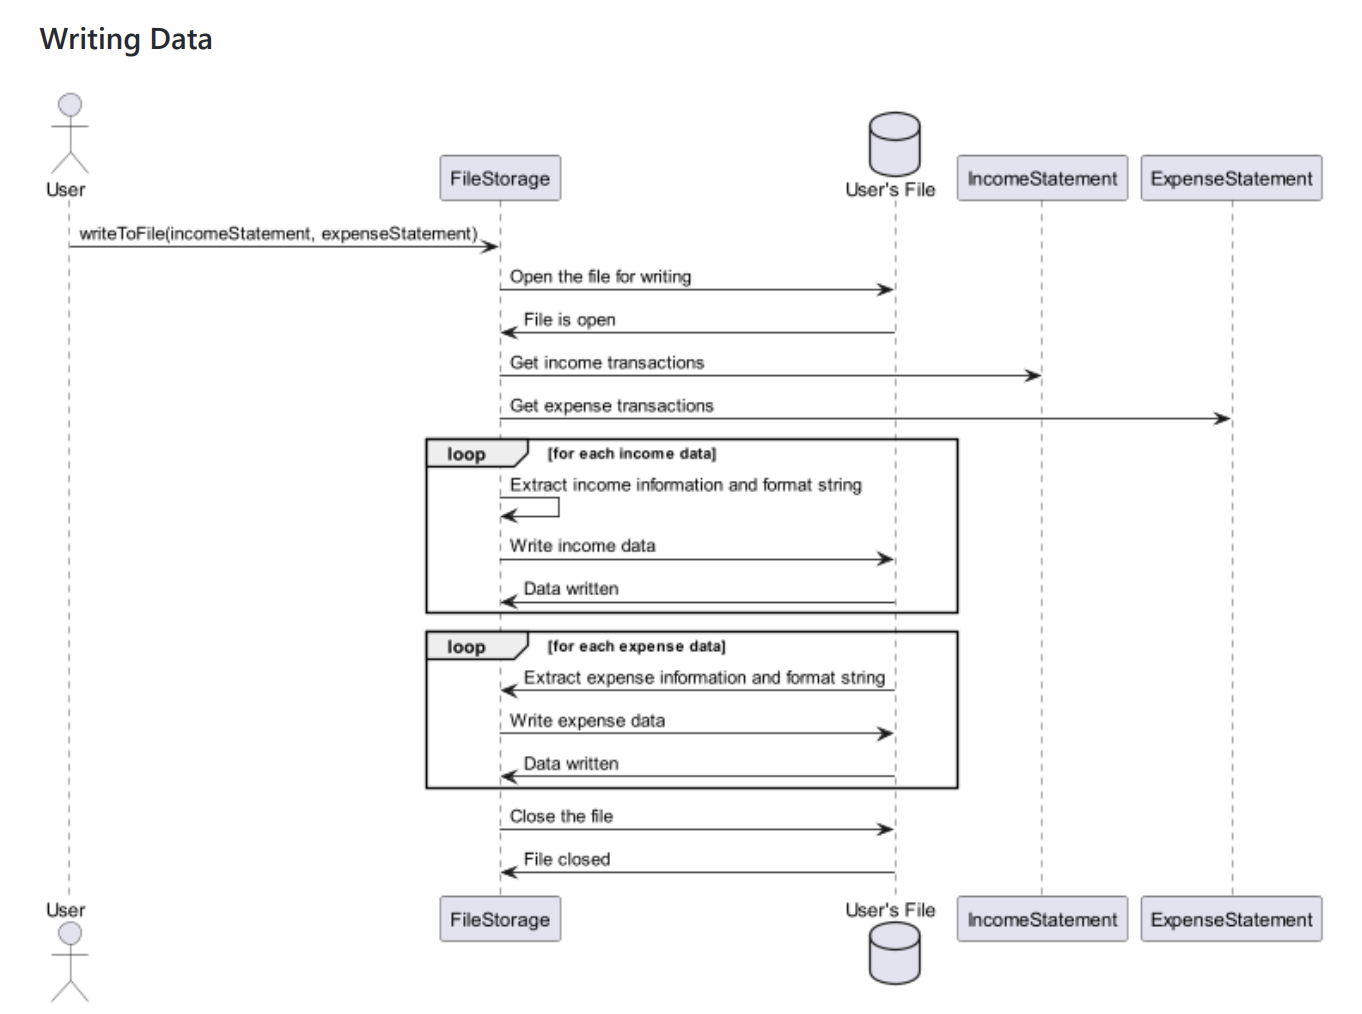 Writing Data
User
FileStorage
User's File
IncomeStatement
ExpenseStatement
writeToFile(incomeStatement, expenseStatement)
Open the file for writing
File is open
Get income transactions
Get expense transactions
loop [for each income data]
Extract income information and format string
Write income data
Data written
loop [for each expense data]
Extract expense information and format string
Write expense data
Data written
Close the file
File closed
User
FileStorage
User's File
IncomeStatement
ExpenseStatement